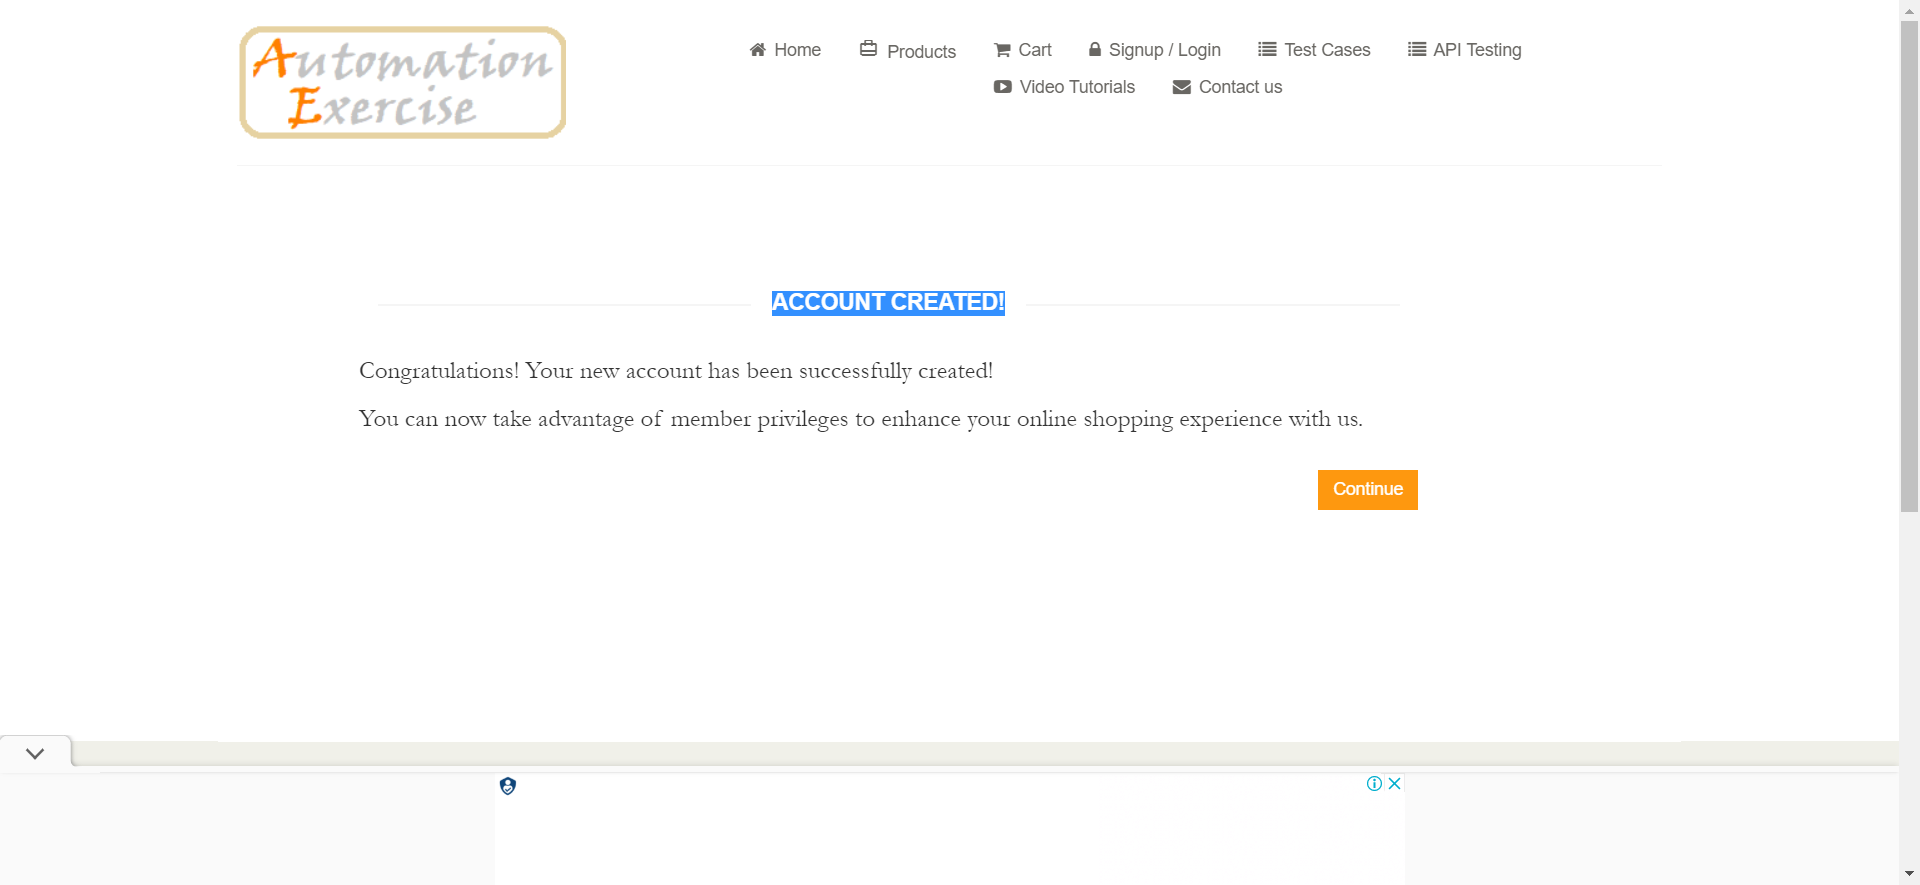 Automation
Exercise
Home
Products
Cart
Signup / Login
Test Cases
API Testing
Video Tutorials
Contact us
ACCOUNT CREATED!
Congratulations! Your new account has been successfully created!
You can now take advantage of member privileges to enhance your online shopping experience with us.
Continue